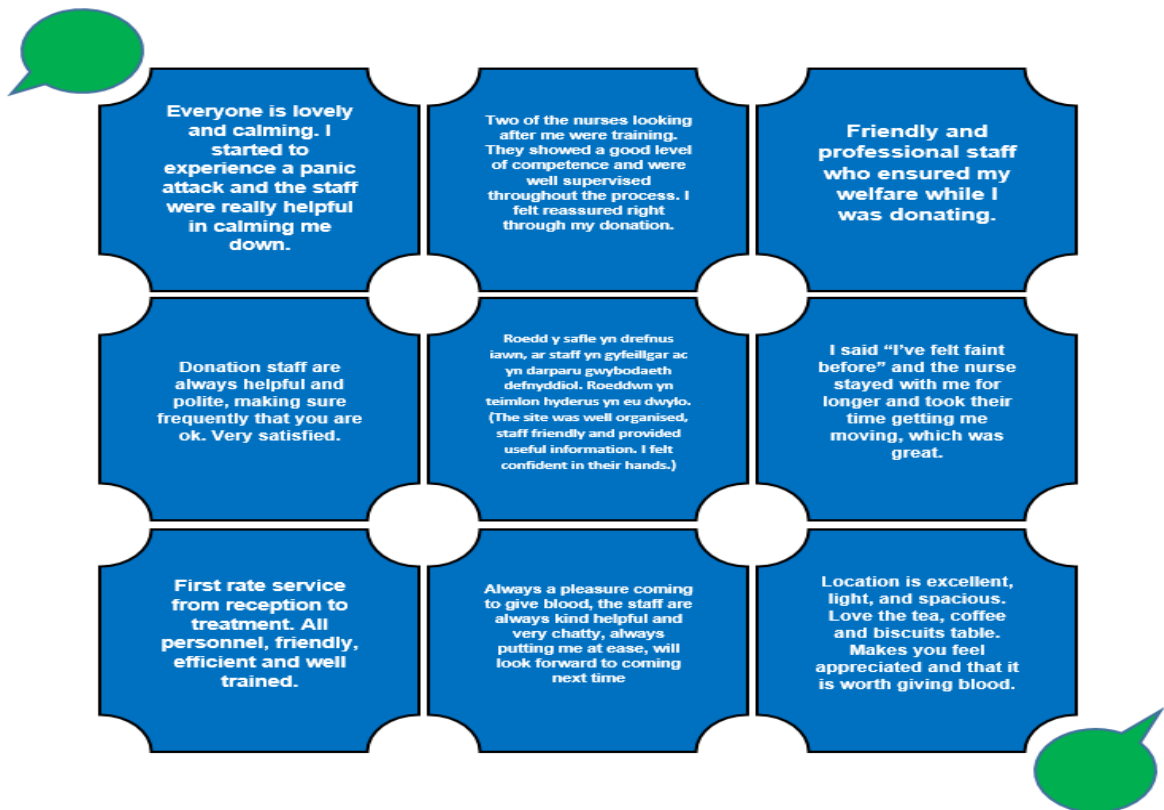 Everyone is lovely
and calming. I
started to
experience a panic
attack and the staff
were really helpful
in calming me
down.
Two of the nurses looking
after me were training.
They showed a good level
of competence and were
well supervised
throughout the process. I
felt reassured right
through my donation.
Friendly and
professional staff
who ensured my
welfare while I
was donating.
Donation staff are
always helpful and
polite, making sure
frequently that you are
ok. Very satisfied.
Roedd y safle yn drefnus
iawn, ar staff yn gyfeillgar ac
yn darparu gwybodaeth
defnyddiol. Roeddwn yn
teimlon hyderus yn eu dwylo.
(The site was well organised,
staff friendly and provided
useful information. I felt
confident in their hands.)
I said “I’ve felt faint
before” and the nurse
stayed with me for
longer and took their
time getting me
moving, which was
great.
First rate service
from reception to
treatment. All
personnel, friendly,
efficient and well
trained.
Always a pleasure coming
to give blood, the staff are
always kind helpful and
very chatty, always
putting me at ease, will
look forward to coming
next time
Location is excellent,
light, and spacious.
Love the tea, coffee
and biscuits table.
Makes you feel
appreciated and that it
is worth giving blood.